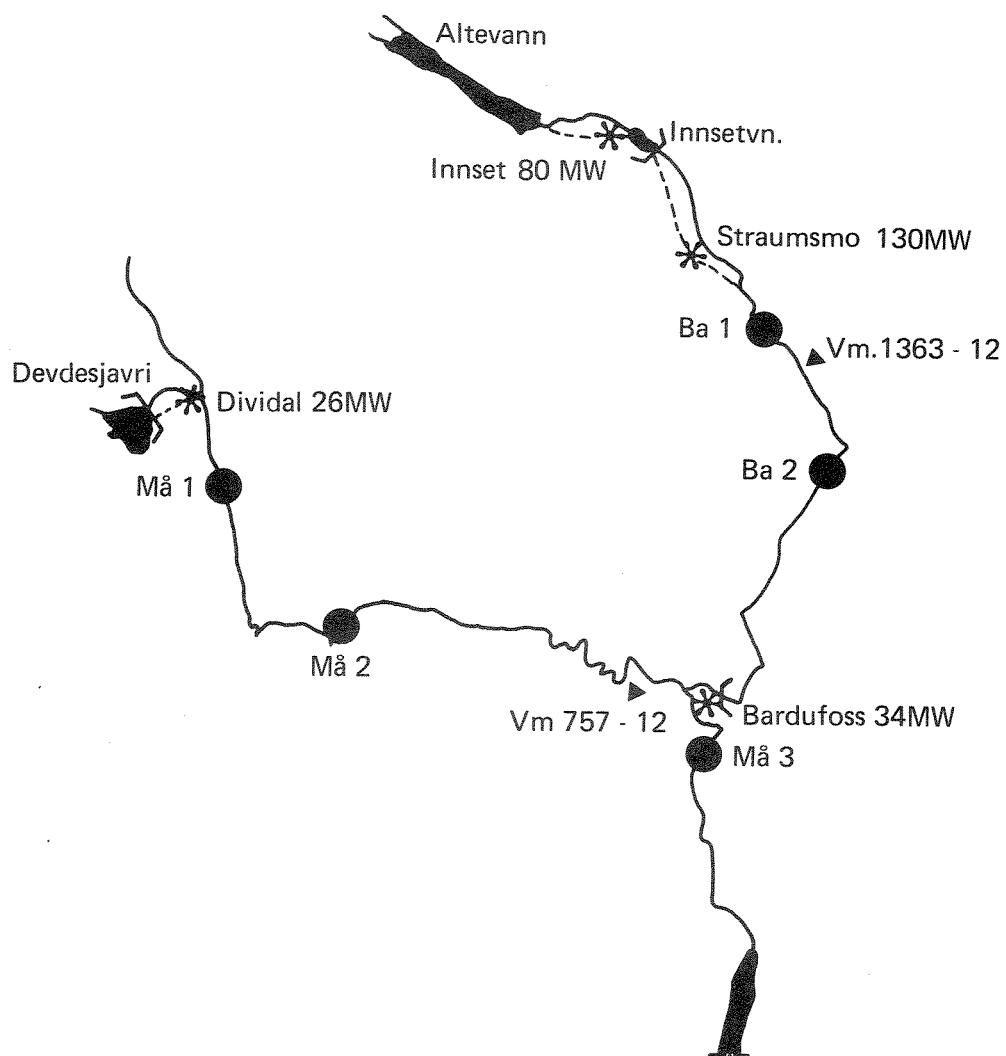 Altevann
Innsetvn.
Innset 80 MW
Straumsmo 130MW
Ba 1
Vm.1363 - 12
Devdesjavri
Dividal 26MW
Må 1
Ba 2
Må 2
Vm 757 - 12
Bardufoss 34MW
Må 3